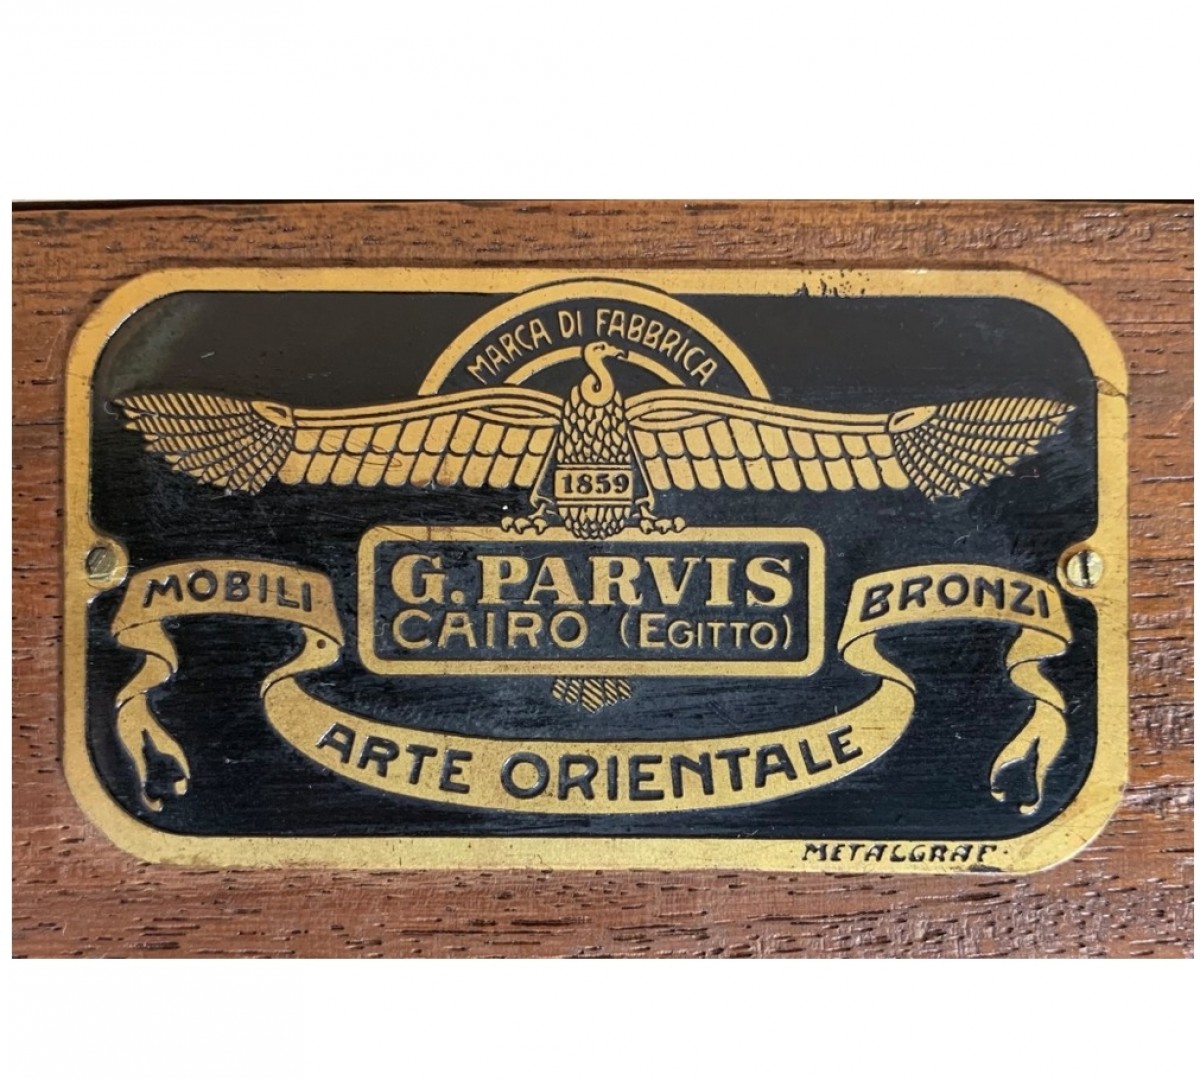 MARCA DI FABBRICA
1859
G. PARVIS
CAIRO (EGITTO)
MOBILI
BRONZI
ARTE ORIENTALE
METALGRAF.